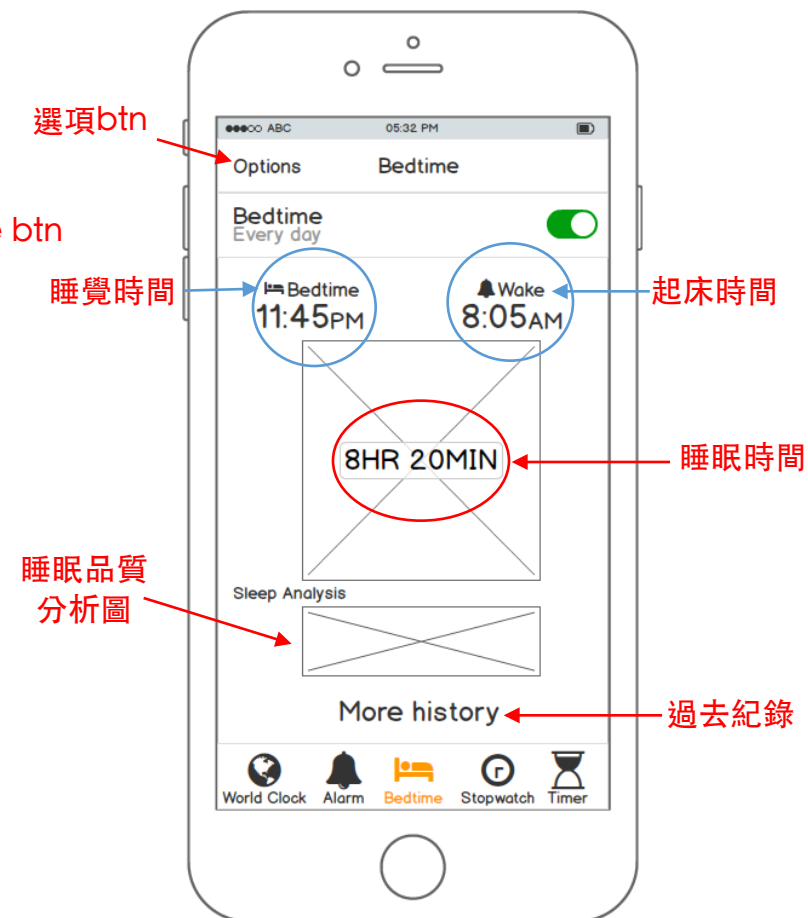 選項btn
ABC 05:32 PM
Options Bedtime
Bedtime
Every day
btn
睡覺時間
Bedtime
11:45PM
Wake
8:05AM
起床時間
8HR 20MIN
睡眠時間
睡眠品質
分析圖
Sleep Analysis
More history
過去紀錄
World Clock Alarm Bedtime Stopwatch Timer